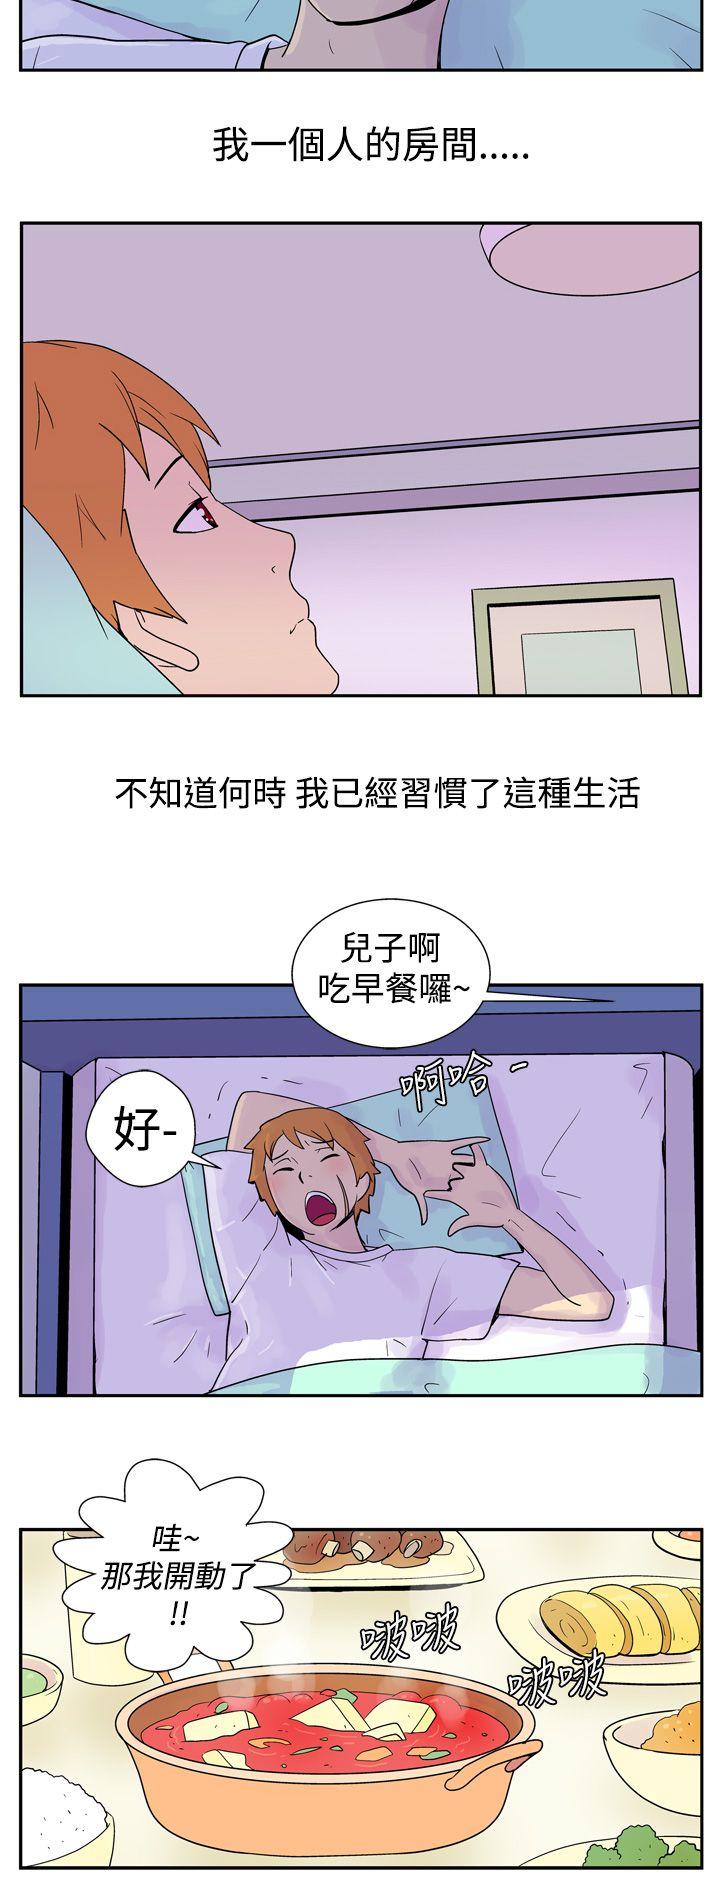 我一個人的房間.....
不知道何時 我已經習慣了這種生活
兒子啊
吃早餐囉~
啊哈-
好-
哇~
那我開動了
!!
啵啵
啵啵